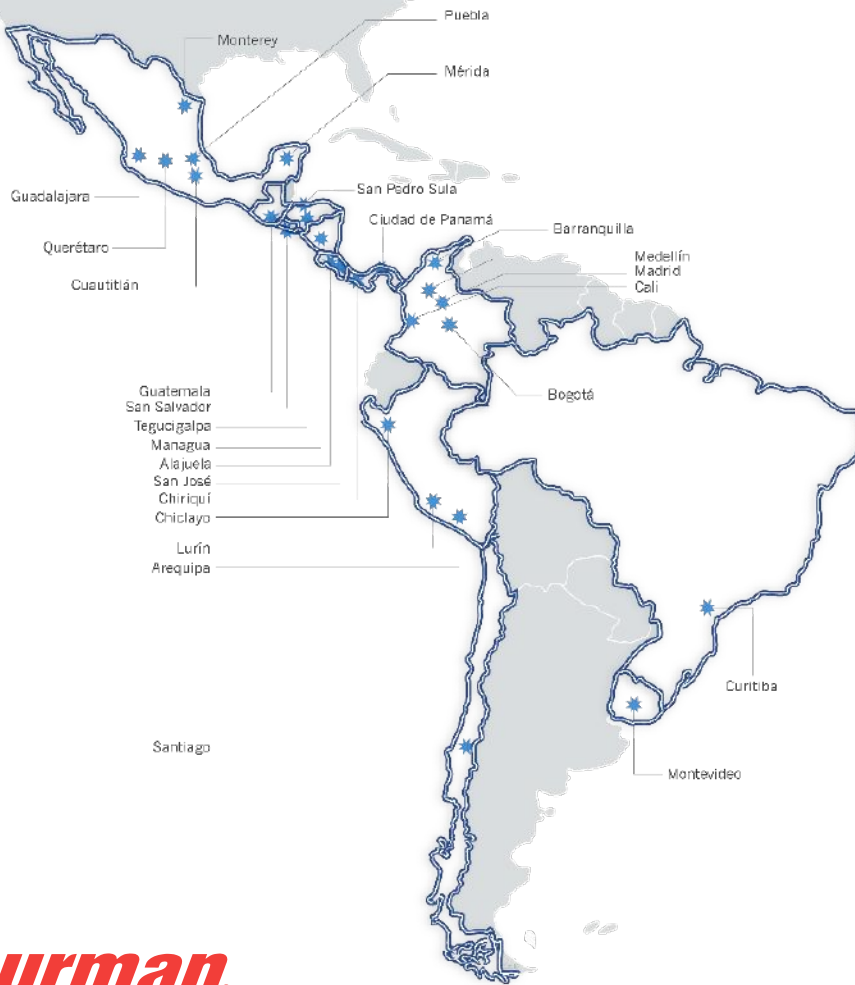 Puebla
Monterey
Mérida
San Pedro Sula
Guadalajara
Ciudad de Panamá
Barranquilla
Querétaro
Medellín
Madrid
Cuautitlán
Cali
Guatemala
Bogotá
San Salvador
Tegucigalpa
Managua
Alajuela
San José
Chiriquí
Chiclayo
Lurín
Arequipa
Curitiba
Santiago
Montevideo
urman